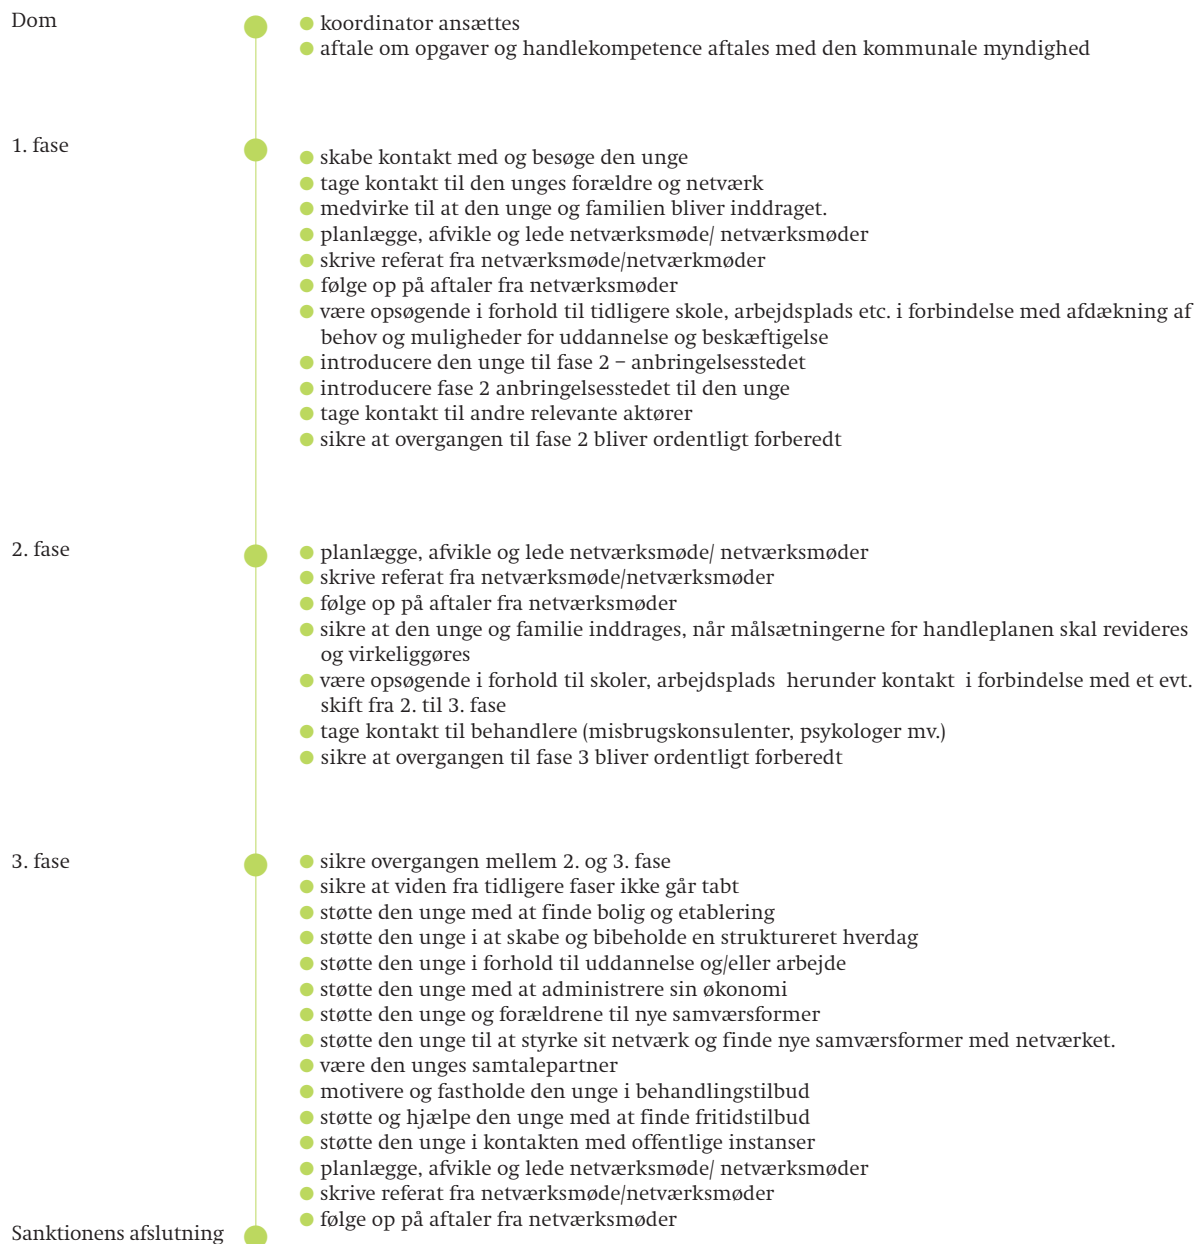 Dom
● koordinator ansættes
● aftale om opgaver og handlekompetence aftales med den kommunale myndighed
1. fase
● skabe kontakt med og besøge den unge
● tage kontakt til den unges forældre og netværk
● medvirke til at den unge og familien bliver inddraget.
● planlægge, afvikle og lede netværksmøde/ netværksmøder
● skrive referat fra netværksmøde/netværkmøder
● følge op på aftaler fra netværksmøder
● være opsøgende i forhold til tidligere skole, arbejdsplads etc. i forbindelse med afdækning af
behov og muligheder for uddannelse og beskæftigelse
● introducere den unge til fase 2 – anbringelsesstedet
● introducere fase 2 anbringelsesstedet til den unge
● tage kontakt til andre relevante aktører
● sikre at overgangen til fase 2 bliver ordentligt forberedt
2. fase
● planlægge, afvikle og lede netværksmøde/ netværksmøder
● skrive referat fra netværksmøde/netværksmøder
● følge op på aftaler fra netværksmøder
● sikre at den unge og familie inddrages, når målsætningerne for handleplanen skal revideres
og virkeliggøres
● være opsøgende i forhold til skoler, arbejdsplads herunder kontakt i forbindelse med et evt.
skift fra 2. til 3. fase
● tage kontakt til behandlere (misbrugskonsulenter, psykologer mv.)
● sikre at overgangen til fase 3 bliver ordentligt forberedt
3. fase
● sikre overgangen mellem 2. og 3. fase
● sikre at viden fra tidligere faser ikke går tabt
● støtte den unge med at finde bolig og etablering
● støtte den unge i at skabe og bibeholde en struktureret hverdag
● støtte den unge i forhold til uddannelse og/eller arbejde
● støtte den unge med at administrere sin økonomi
● støtte den unge og forældrene til nye samværsformer
● støtte den unge til at styrke sit netværk og finde nye samværsformer med netværket.
● være den unges samtalepartner
● motivere og fastholde den unge i behandlingstilbud
● støtte og hjælpe den unge med at finde fritidstilbud
● støtte den unge i kontakten med offentlige instanser
● planlægge, afvikle og lede netværksmøde/ netværksmøder
● skrive referat fra netværksmøde/netværksmøder
● følge op på aftaler fra netværksmøder
Sanktionens afslutning